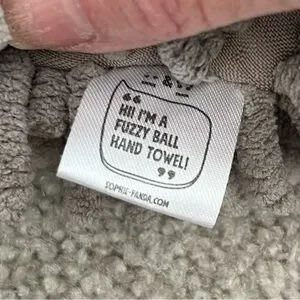 “
HI! I'M A
FUZZY BALL
HAND TOWEL!
”
SOPHIE-PANDA.COM